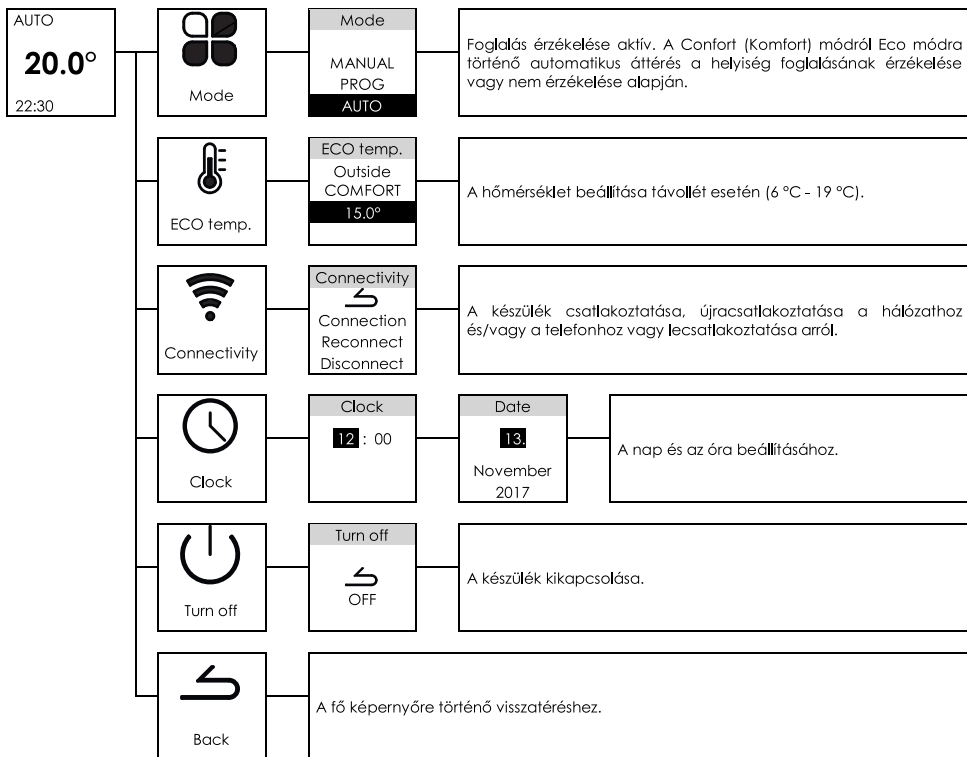 AUTO
20.0°
22:30
Mode
Mode
MANUAL
PROG
AUTO
Foglalás érzékelése aktív. A Confort (Komfort) módról Eco módra
történő automatikus áttérés a helyiség foglalásának érzékelése
vagy nem érzékelése alapján.
ECO temp.
ECO temp.
Outside
COMFORT
15.0°
A hőmérséklet beállítása távollét esetén (6 °C - 19 °C).
Connectivity
Connectivity
Connection
Reconnect
Disconnect
A készülék csatlakoztatása, újracsatlakoztatása a hálózathoz
és/vagy a telefonhoz vagy lecsatlakoztatása arról.
Clock
Clock
12 : 00
Date
13.
November
2017
A nap és az óra beállításához.
Turn off
Turn off
OFF
A készülék kikapcsolása.
Back
A fő képernyőre történő visszatéréshez.